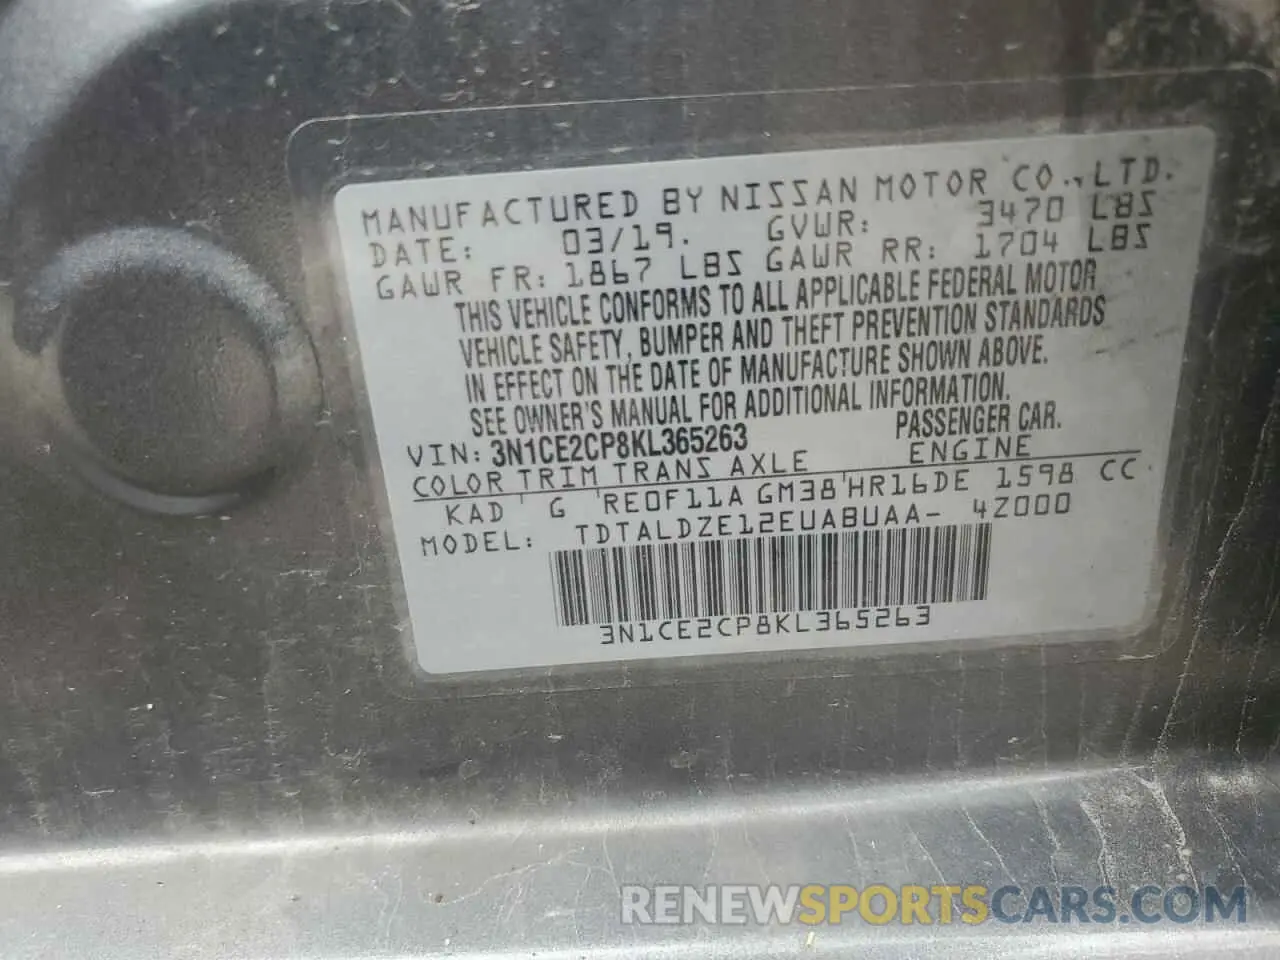 MANUFACTURED BY NISSAN MOTOR CO., LTD.
DATE: 03/19. GVWR: 3470 LBS
GAWR FR: 1867 LBS GAWR RR: 1704 LBS
THIS VEHICLE CONFORMS TO ALL APPLICABLE FEDERAL MOTOR
VEHICLE SAFETY, BUMPER AND THEFT PREVENTION STANDARDS
IN EFFECT ON THE DATE OF MANUFACTURE SHOWN ABOVE.
SEE OWNER'S MANUAL FOR ADDITIONAL INFORMATION.
VIN: 3N1CE2CP8KL365263 PASSENGER CAR.
COLOR TRIM TRANS AXLE ENGINE
KAD G RE0F11A GM38 HR16DE 1598 CC
MODEL: TDTALDZE12EUABUAA- 4Z000
3N1CE2CP8KL365263
RENEWSPORTSCARS.COM